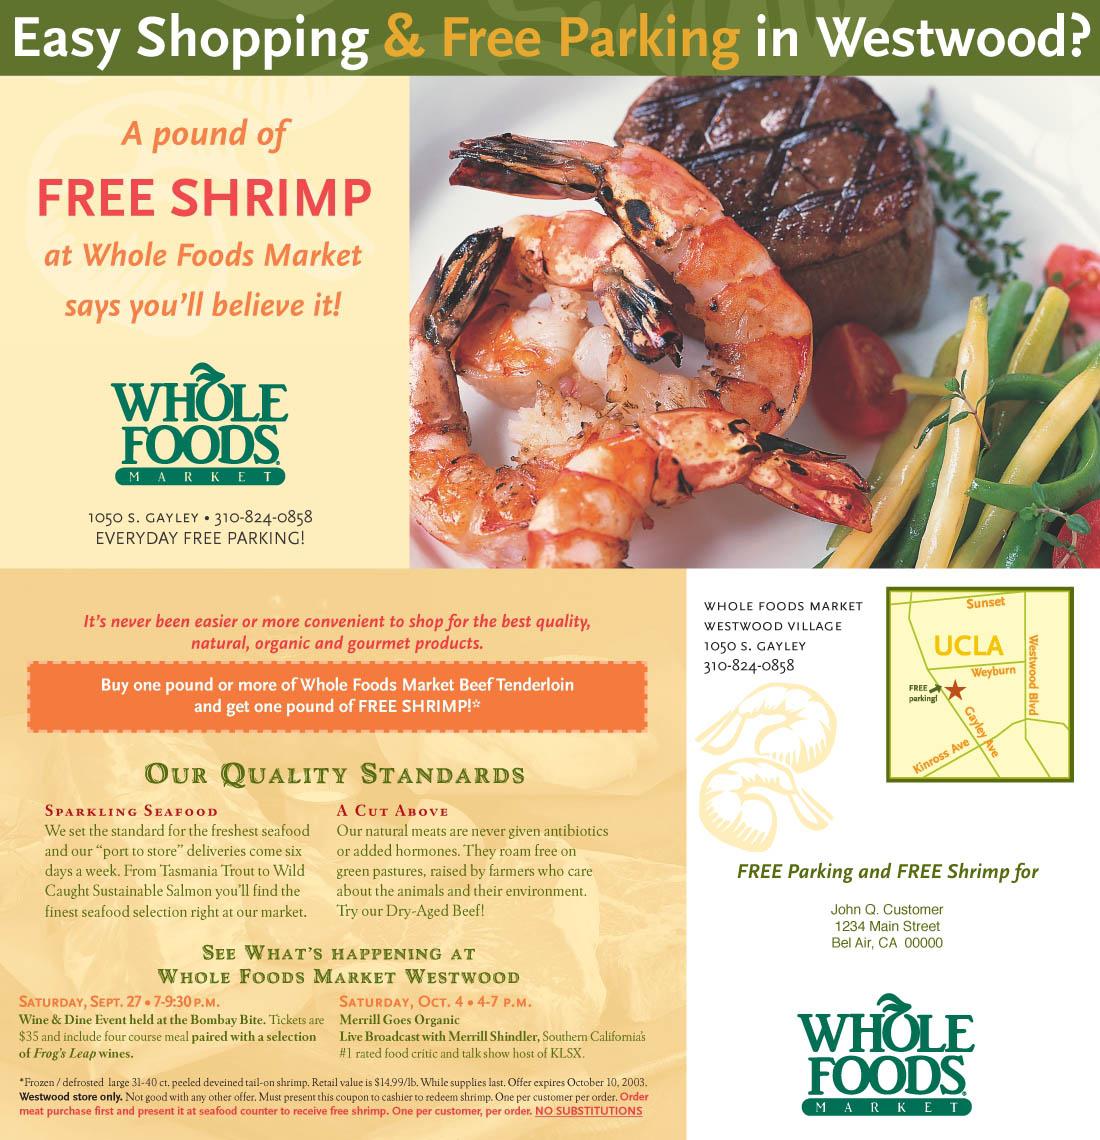 Easy Shopping & Free Parking in Westwood?
A pound of
FREE SHRIMP
at Whole Foods Market
says you'll believe it!
WHOLE
FOODS
MARKET
1050 S. GAYLEY • 310-824-0858
EVERYDAY FREE PARKING!
It's never been easier or more convenient to shop for the best quality,
natural, organic and gourmet products.
Buy one pound or more of Whole Foods Market Beef Tenderloin
and get one pound of FREE SHRIMP!*
OUR QUALITY STANDARDS
SPARKLING SEAFOOD
We set the standard for the freshest seafood
and our "port to store" deliveries come six
days a week. From Tasmania Trout to Wild
Caught Sustainable Salmon you'll find the
finest seafood selection right at our market.
A CUT ABOVE
Our natural meats are never given antibiotics
or added hormones. They roam free on
green pastures, raised by farmers who care
about the animals and their environment.
Try our Dry-Aged Beef!
SEE WHAT'S HAPPENING AT
WHOLE FOODS MARKET WESTWOOD
SATURDAY, SEPT. 27 • 7-9:30 P.M.
Wine & Dine Event held at the Bombay Bite. Tickets are
$35 and include four course meal paired with a selection
of Frog's Leap wines.
SATURDAY, OCT. 4 • 4-7 P.M.
Merrill Goes Organic
Live Broadcast with Merrill Shindler, Southern California's
#1 rated food critic and talk show host of KLSX.
*Frozen / defrosted large 31-40 ct. peeled deveined tail-on shrimp. Retail value is $14.99/lb. While supplies last. Offer expires October 10, 2003.
Westwood store only. Not good with any other offer. Must present this coupon to cashier to redeem shrimp. One per customer per order. Order
meat purchase first and present it at seafood counter to receive free shrimp. One per customer, per order. NO SUBSTITUTIONS
WHOLE FOODS MARKET
WESTWOOD VILLAGE
1050 S. GAYLEY
310-824-0858
Sunset
UCLA
Weyburn
Westwood Blvd
FREE
parking!
Gayley Ave
Kinross Ave
FREE Parking and FREE Shrimp for
John Q. Customer
1234 Main Street
Bel Air, CA 00000
WHOLE
FOODS
MARKET